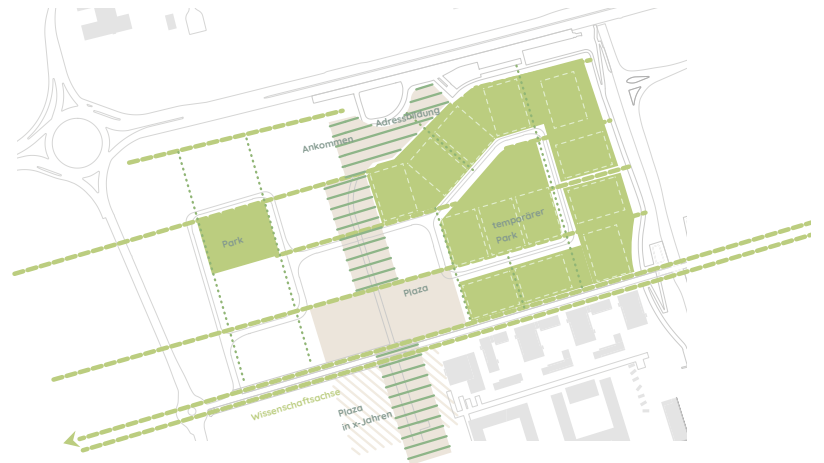 Adressbildung
Ankommen
temporärer
Park
Park
Plaza
Wissenschaftsachse
Plaza
in x-Jahren